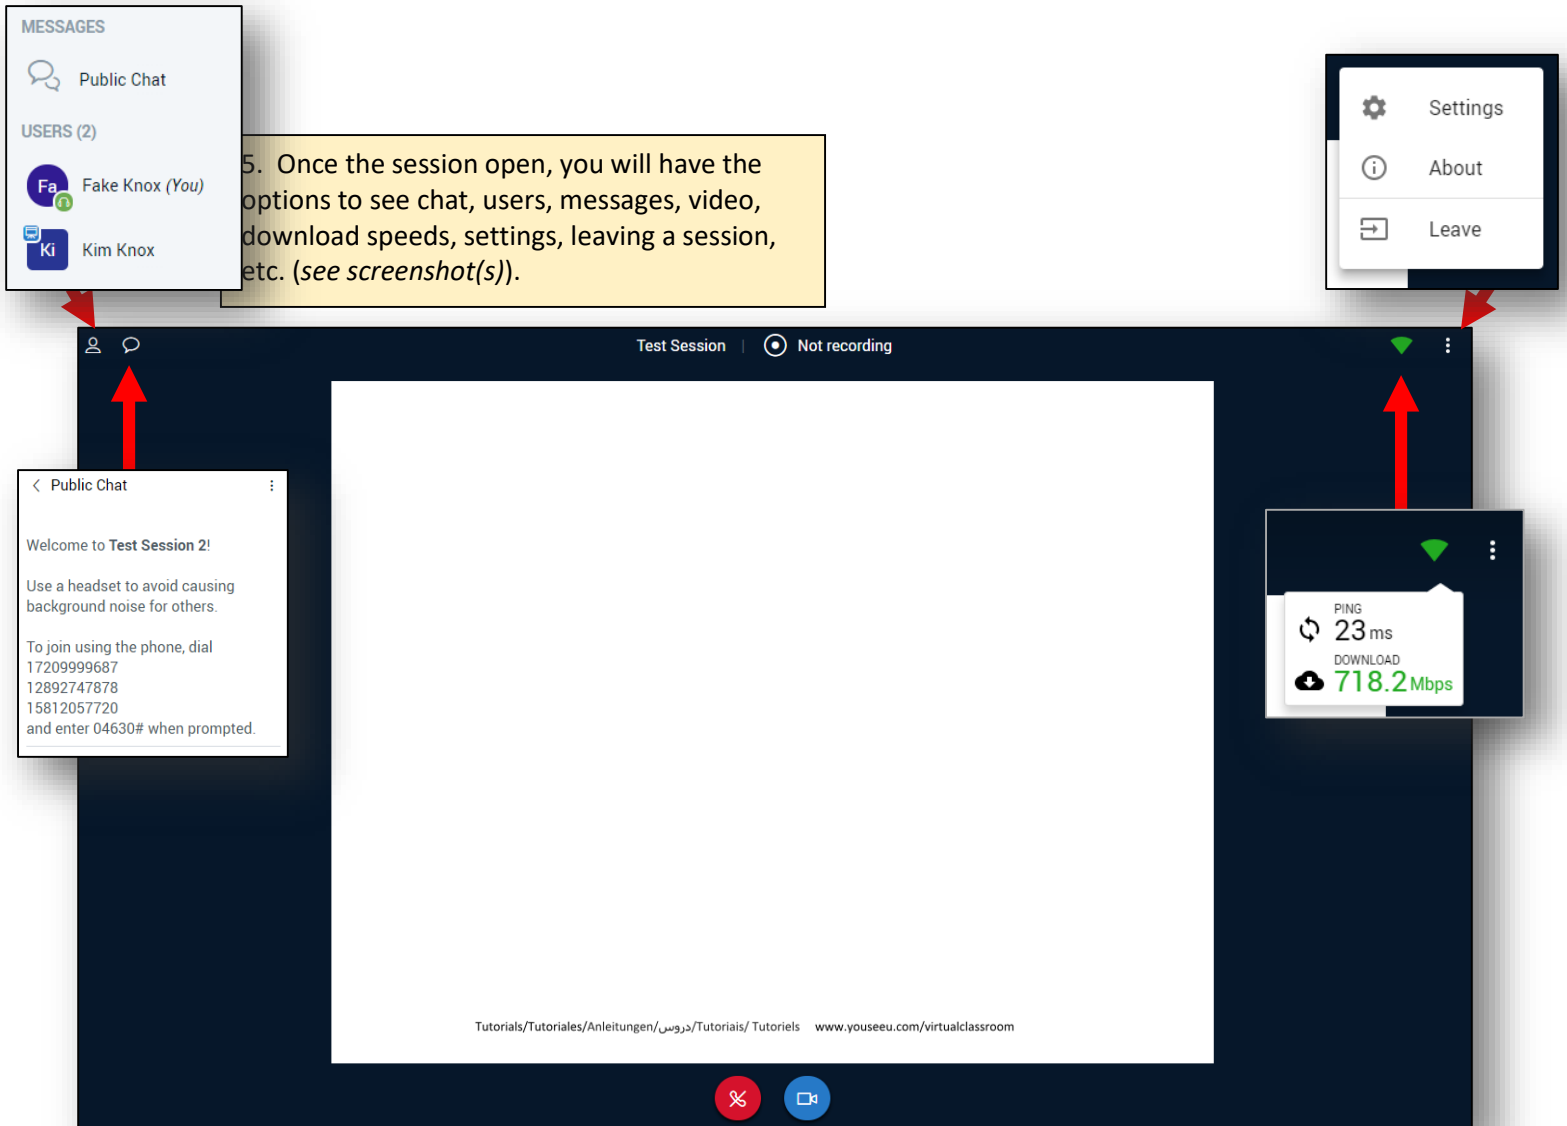 MESSAGES
Public Chat
USERS (2)
Fa
Fake Knox (You)
Ki
Kim Knox
5. Once the session open, you will have the
options to see chat, users, messages, video,
download speeds, settings, leaving a session,
etc. (see screenshot(s)).
Settings
About
Leave
Test Session | Not recording
Public Chat
Welcome to Test Session 2!
Use a headset to avoid causing
background noise for others.
To join using the phone, dial
17209999687
12892747878
15812057720
and enter 04630# when prompted.
PING
23 ms
DOWNLOAD
718.2 Mbps
Tutorials/Tutoriales/Anleitungen/دروس/Tutoriais/ Tutoriels www.youseeu.com/virtualclassroom